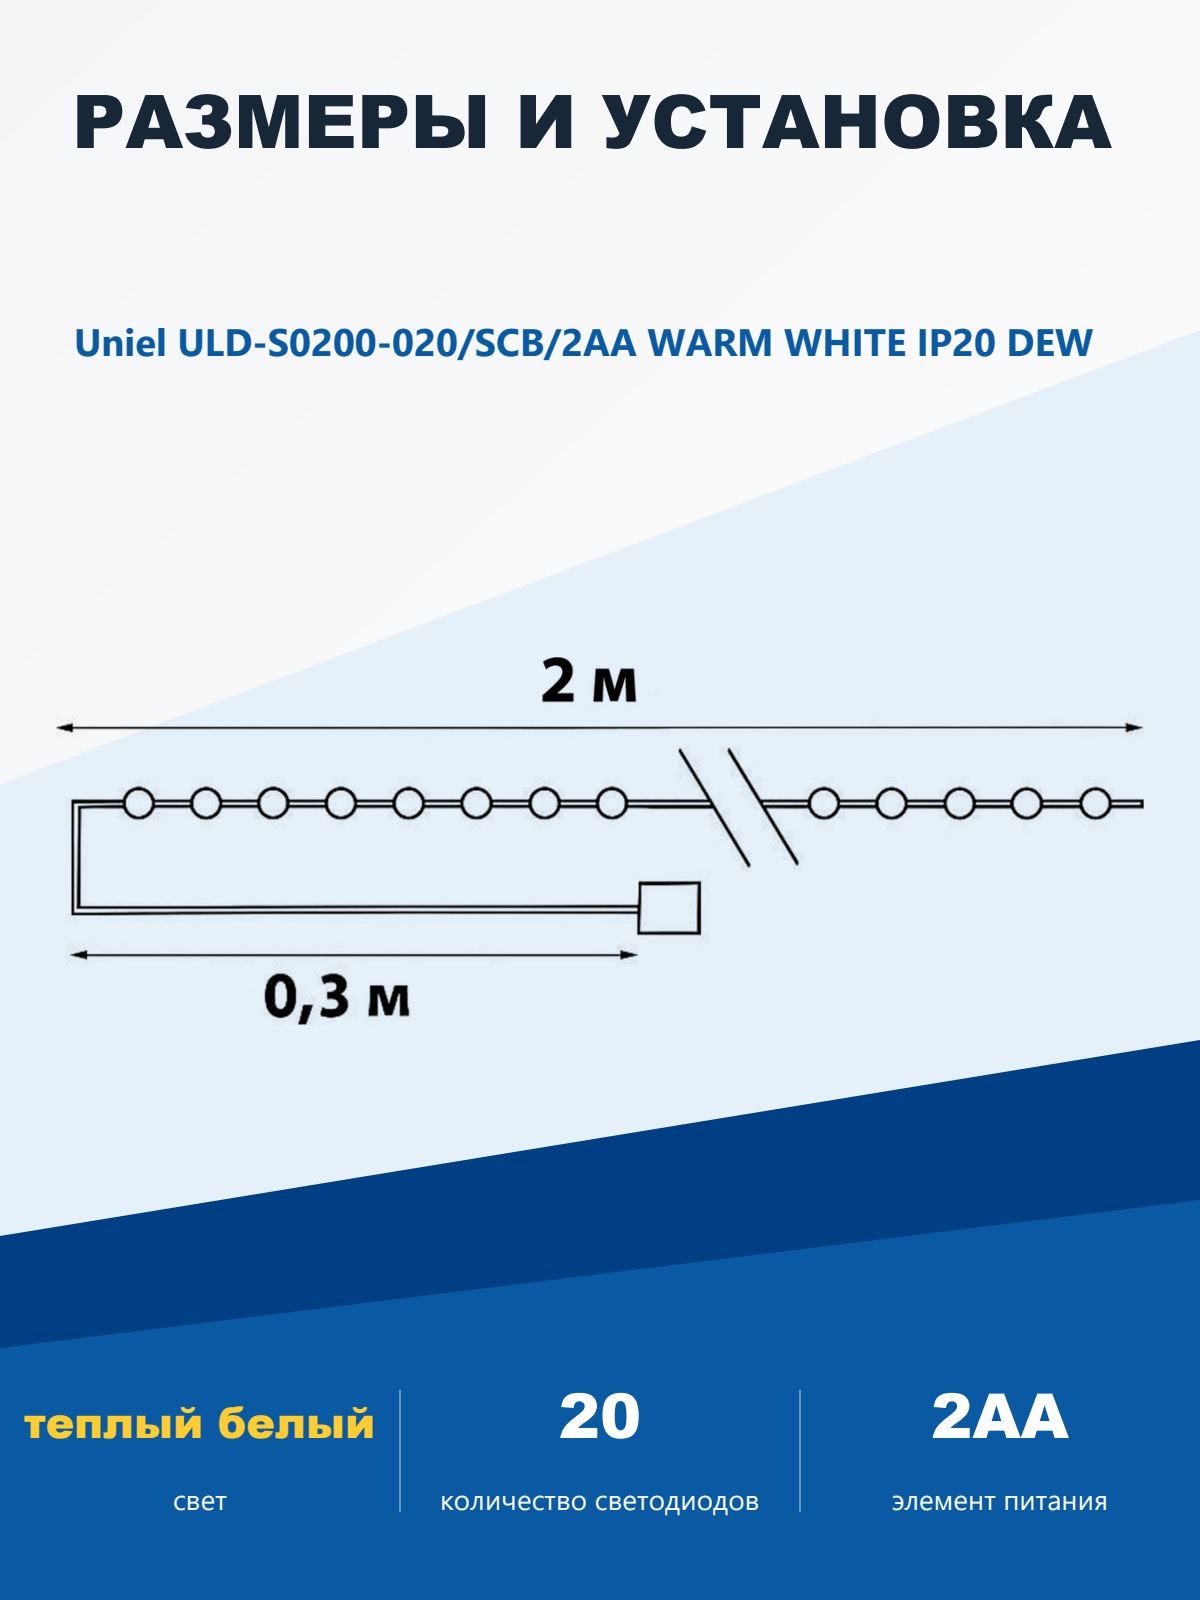 РАЗМЕРЫ И УСТАНОВКА
Uniel ULD-S0200-020/SCB/2AA WARM WHITE IP20 DEW
2 м
0,3 м
теплый белый
свет
20
количество светодиодов
2AA
элемент питания